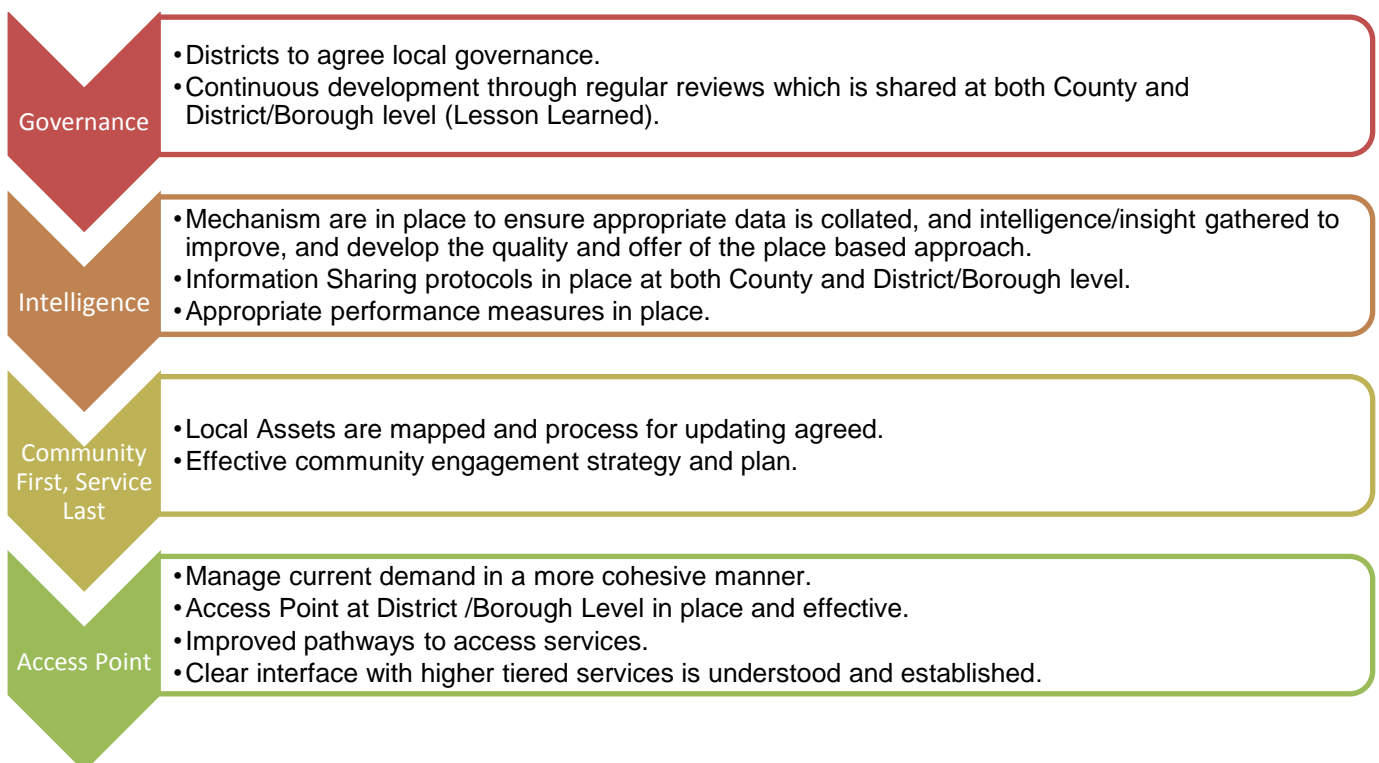 Governance
•Districts to agree local governance.
•Continuous development through regular reviews which is shared at both County and
District/Borough level (Lesson Learned).
Intelligence
•Mechanism are in place to ensure appropriate data is collated, and intelligence/insight gathered to
improve, and develop the quality and offer of the place based approach.
•Information Sharing protocols in place at both County and District/Borough level.
•Appropriate performance measures in place.
Community
First, Service
Last
•Local Assets are mapped and process for updating agreed.
•Effective community engagement strategy and plan.
Access Point
•Manage current demand in a more cohesive manner.
•Access Point at District /Borough Level in place and effective.
•Improved pathways to access services.
•Clear interface with higher tiered services is understood and established.